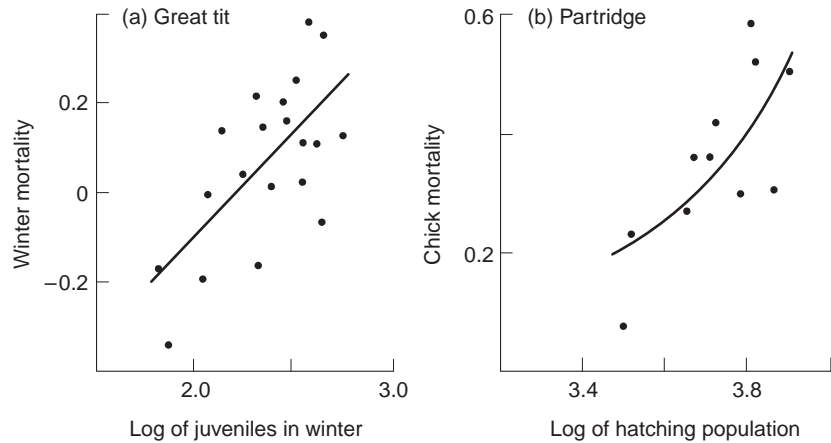 (a) Great tit
Winter mortality
0.2
0
−0.2
2.0
3.0
Log of juveniles in winter
(b) Partridge
Chick mortality
0.6
0.2
3.4
3.8
Log of hatching population